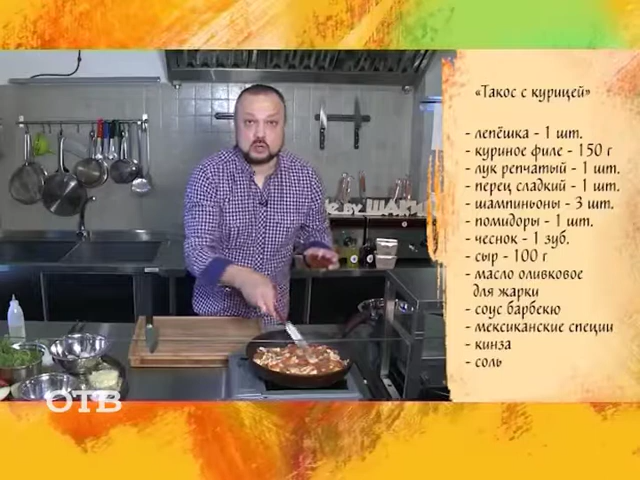 «Такос с курицей»
- лепёшка - 1 шт.
- куриное филе - 150 г
- лук репчатый - 1 шт.
- перец сладкий - 1 шт.
- шампиньоны - 3 шт.
- помидоры - 1 шт.
- чеснок - 1 зуб.
- сыр - 100 г
- масло оливковое
для жарки
- соус барбекю
- мексиканские специи
- кинза
- соль
ОТВ